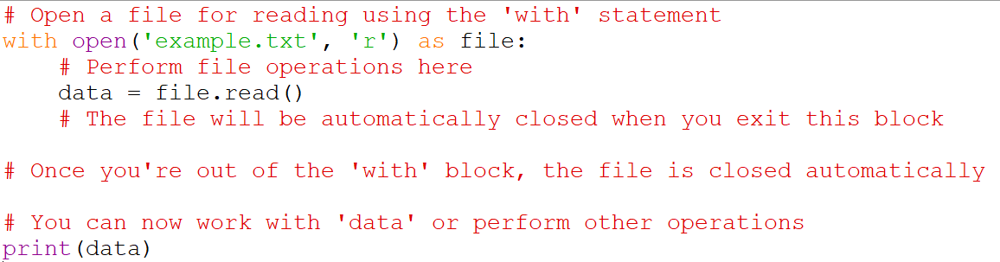 # Open a file for reading using the 'with' statement
with open('example.txt', 'r') as file:
    # Perform file operations here
    data = file.read()
    # The file will be automatically closed when you exit this block
# Once you're out of the 'with' block, the file is closed automatically
# You can now work with 'data' or perform other operations
print(data)